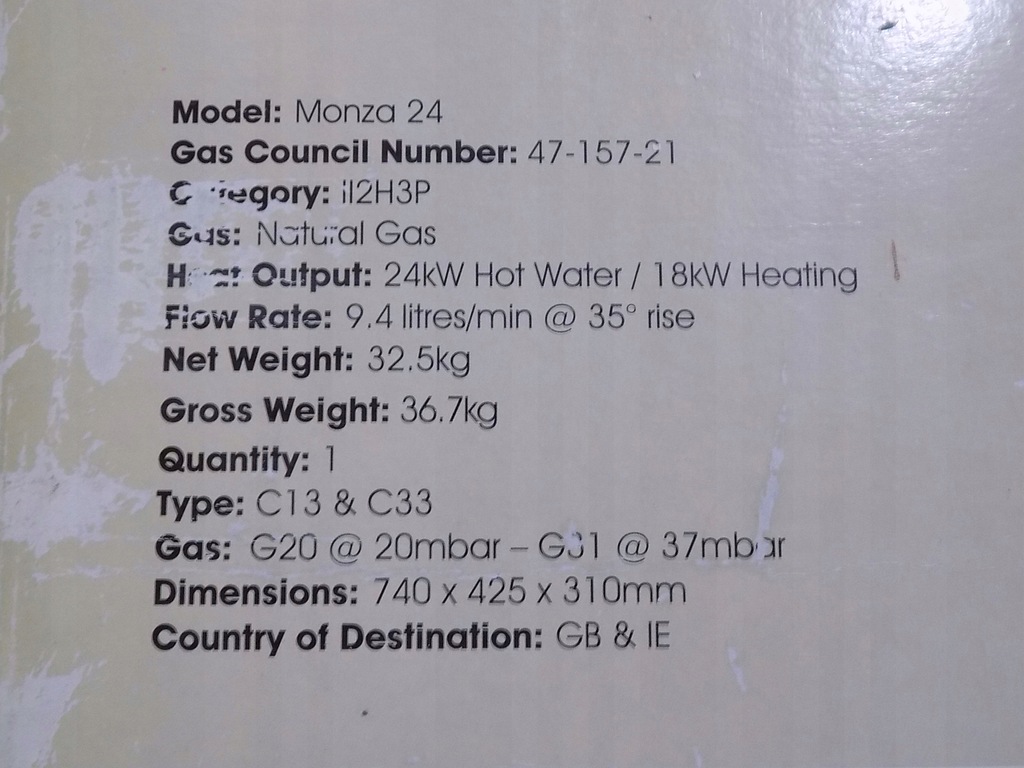 Model: Monza 24
Gas Council Number: 47-157-21
Category: iI2H3P
Gas: Natural Gas
Heat Output: 24kW Hot Water / 18kW Heating
Flow Rate: 9.4 litres/min @ 35° rise
Net Weight: 32.5kg
Gross Weight: 36.7kg
Quantity: 1
Type: C13 & C33
Gas: G20 @ 20mbar – G31 @ 37mbar
Dimensions: 740 x 425 x 310mm
Country of Destination: GB & IE